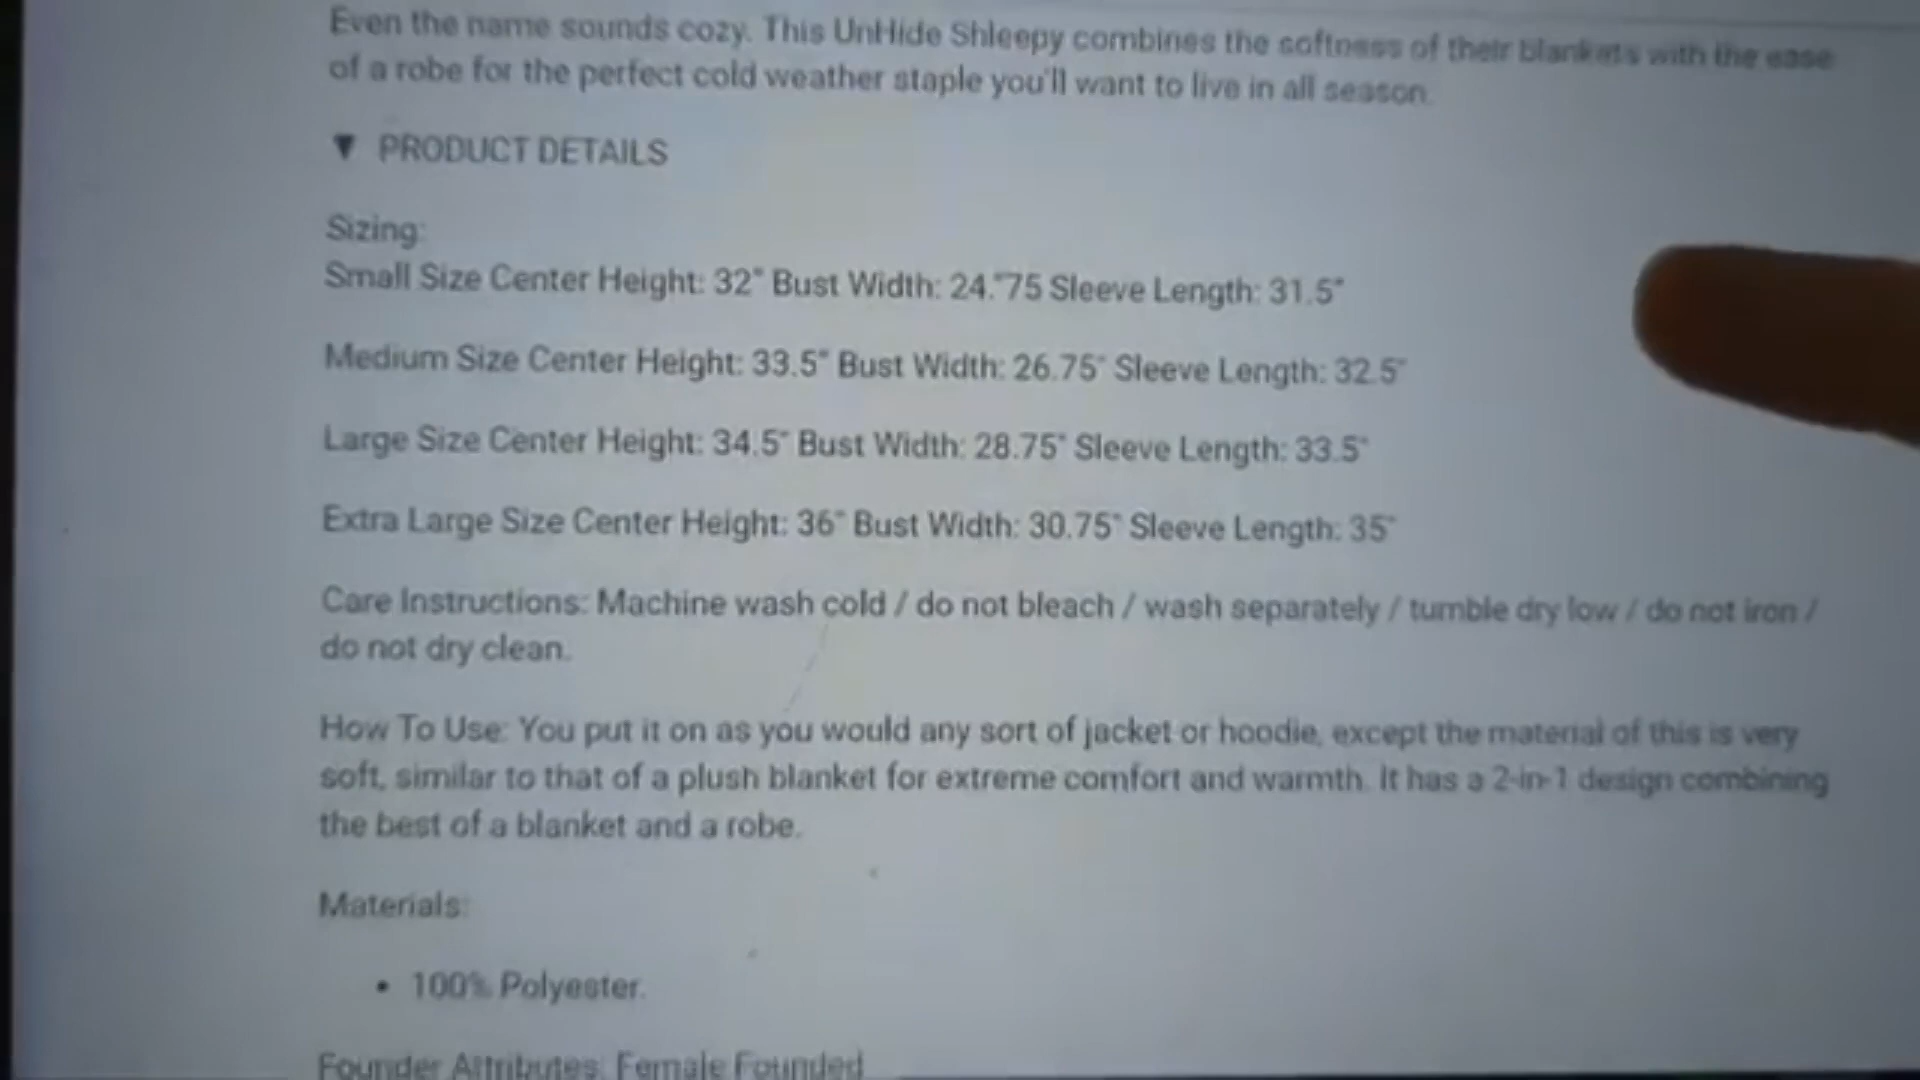 Even the name sounds cozy. This UnHide Shleepy combines the softness of their blankets with the ease
of a robe for the perfect cold weather staple you'll want to live in all season.
▼ PRODUCT DETAILS
Sizing:
Small Size Center Height: 32" Bust Width: 24."75 Sleeve Length: 31.5"
Medium Size Center Height: 33.5" Bust Width: 26.75" Sleeve Length: 32.5"
Large Size Center Height: 34.5" Bust Width: 28.75" Sleeve Length: 33.5"
Extra Large Size Center Height: 36" Bust Width: 30.75" Sleeve Length: 35"
Care Instructions: Machine wash cold / do not bleach / wash separately / tumble dry low / do not iron /
do not dry clean.
How To Use: You put it on as you would any sort of jacket or hoodie, except the material of this is very
soft, similar to that of a plush blanket for extreme comfort and warmth. It has a 2-in-1 design combining
the best of a blanket and a robe.
Materials:
• 100% Polyester.
Founder Attributes: Female Founded